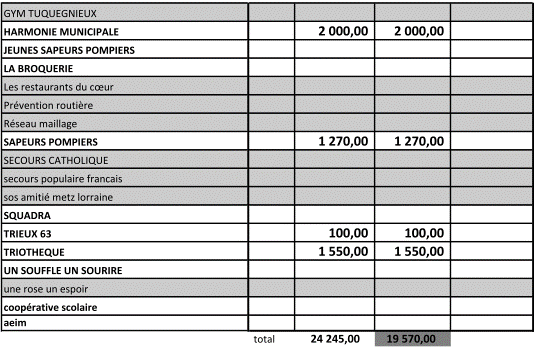 GYM TUQUEGNIEUX
HARMONIE MUNICIPALE 2 000,00 2 000,00
JEUNES SAPEURS POMPIERS
LA BROQUERIE
Les restaurants du cœur
Prévention routière
Réseau maillage
SAPEURS POMPIERS 1 270,00 1 270,00
SECOURS CATHOLIQUE
secours populaire francais
sos amitié metz lorraine
SQUADRA
TRIEUX 63 100,00 100,00
TRIOTHEQUE 1 550,00 1 550,00
UN SOUFFLE UN SOURIRE
une rose un espoir
coopérative scolaire
aeim
total 24 245,00 19 570,00